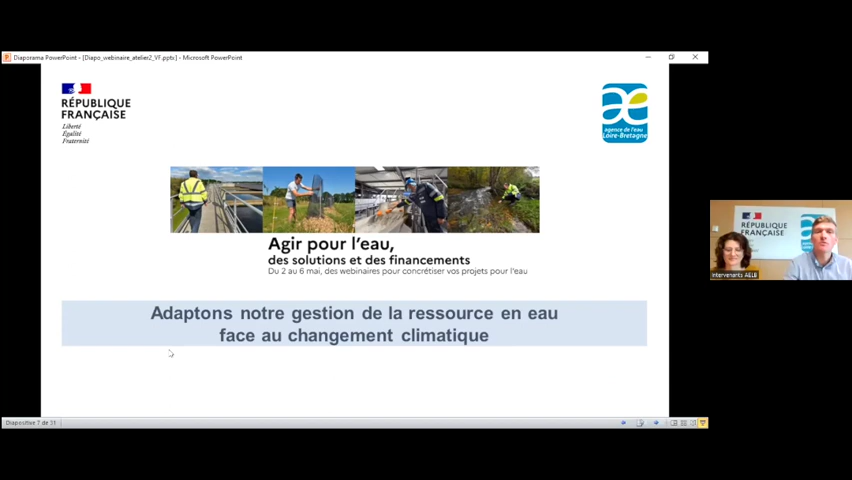 Diaporama PowerPoint - [Diapo_webinaire_atelier2_VF.pptx] - Microsoft PowerPoint
RÉPUBLIQUE
FRANÇAISE
Liberté
Égalité
Fraternité
agence de l'eau
Loire-Bretagne
Agir pour l'eau,
des solutions et des financements
Du 2 au 6 mai, des webinaires pour concrétiser vos projets pour l'eau
Adaptons notre gestion de la ressource en eau
face au changement climatique
RÉPUBLIQUE
FRANÇAISE
Intervenants AELB
Diapositive 7 de 31